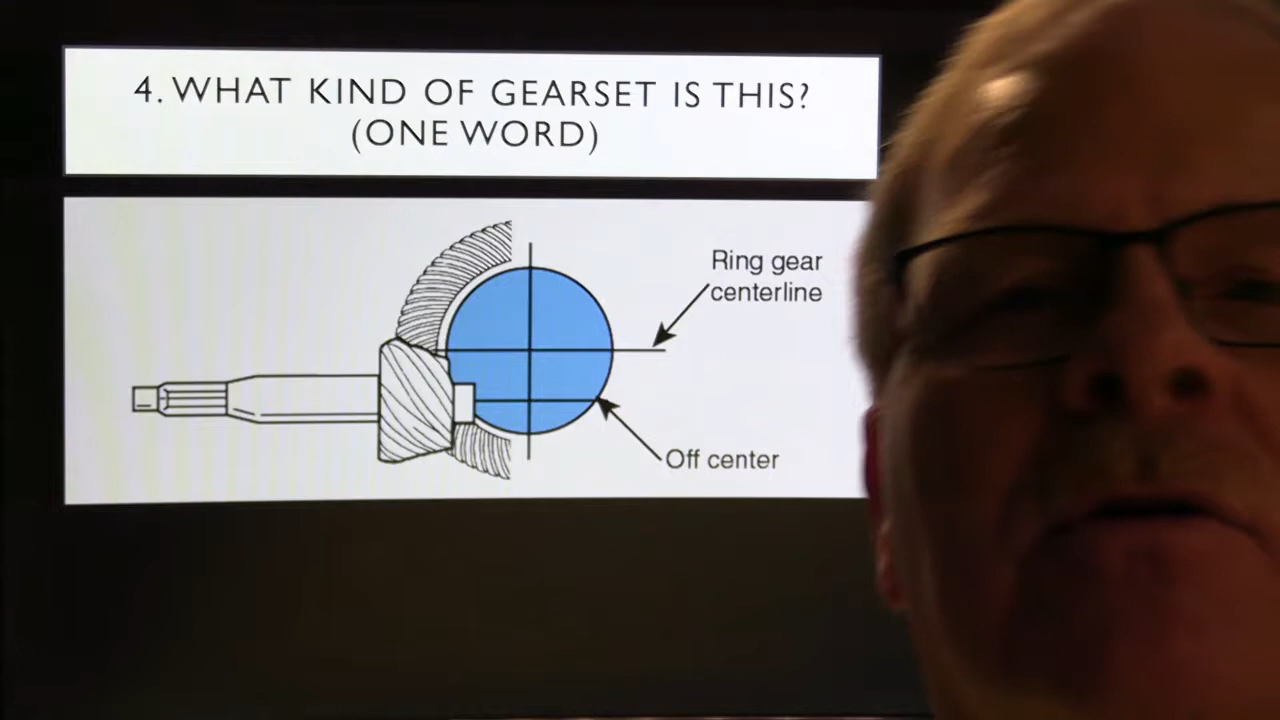 4. WHAT KIND OF GEARSET IS THIS?
(ONE WORD)
Ring gear
centerline
Off center